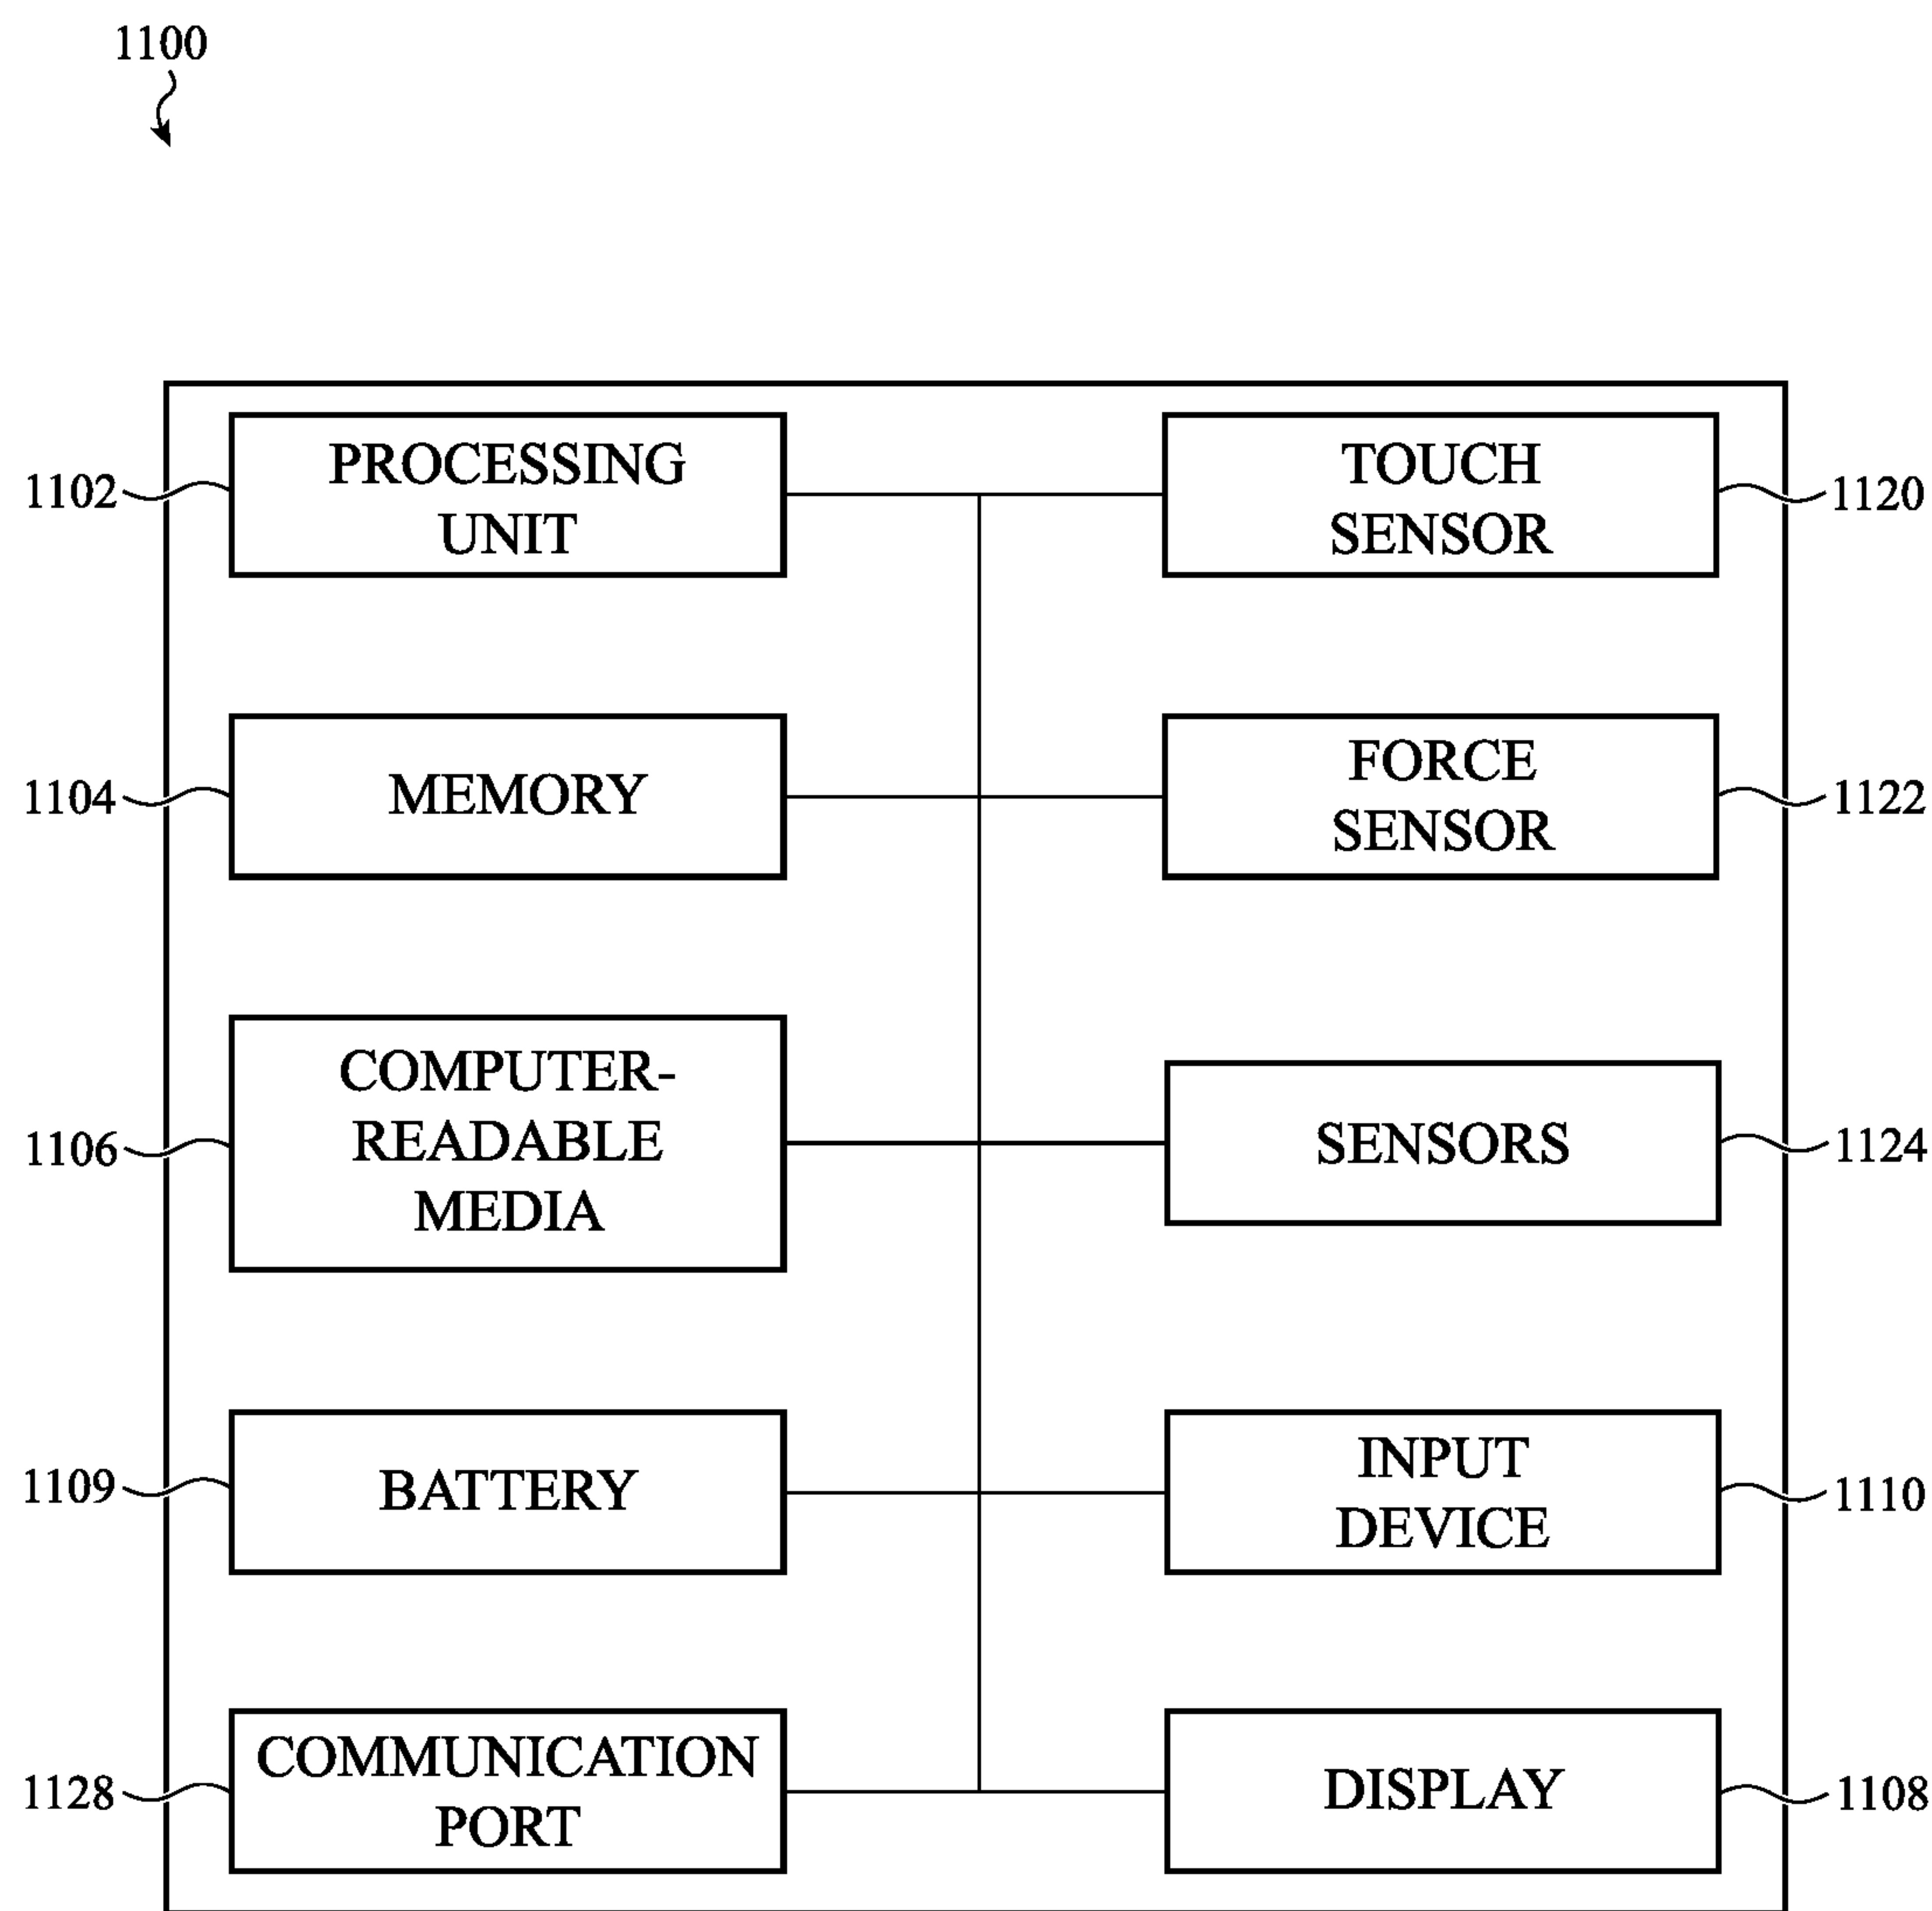 1100
1102
PROCESSING
UNIT
TOUCH
SENSOR
1120
1104
MEMORY
FORCE
SENSOR
1122
1106
COMPUTER-
READABLE
MEDIA
SENSORS
1124
1109
BATTERY
INPUT
DEVICE
1110
1128
COMMUNICATION
PORT
DISPLAY
1108